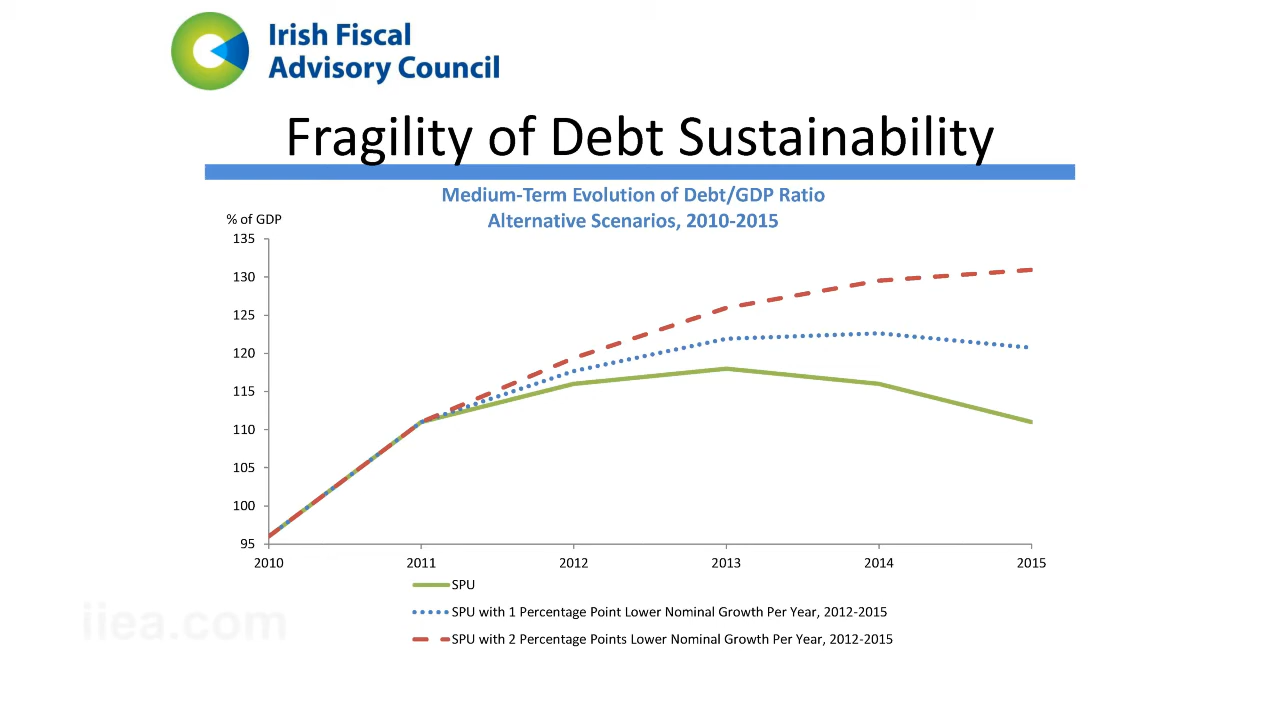 Irish Fiscal
Advisory Council
Fragility of Debt Sustainability
Medium-Term Evolution of Debt/GDP Ratio
Alternative Scenarios, 2010-2015
% of GDP
135
130
125
120
115
110
105
100
95
2010 2011 2012 2013 2014 2015
SPU
SPU with 1 Percentage Point Lower Nominal Growth Per Year, 2012-2015
SPU with 2 Percentage Points Lower Nominal Growth Per Year, 2012-2015
iiea.com